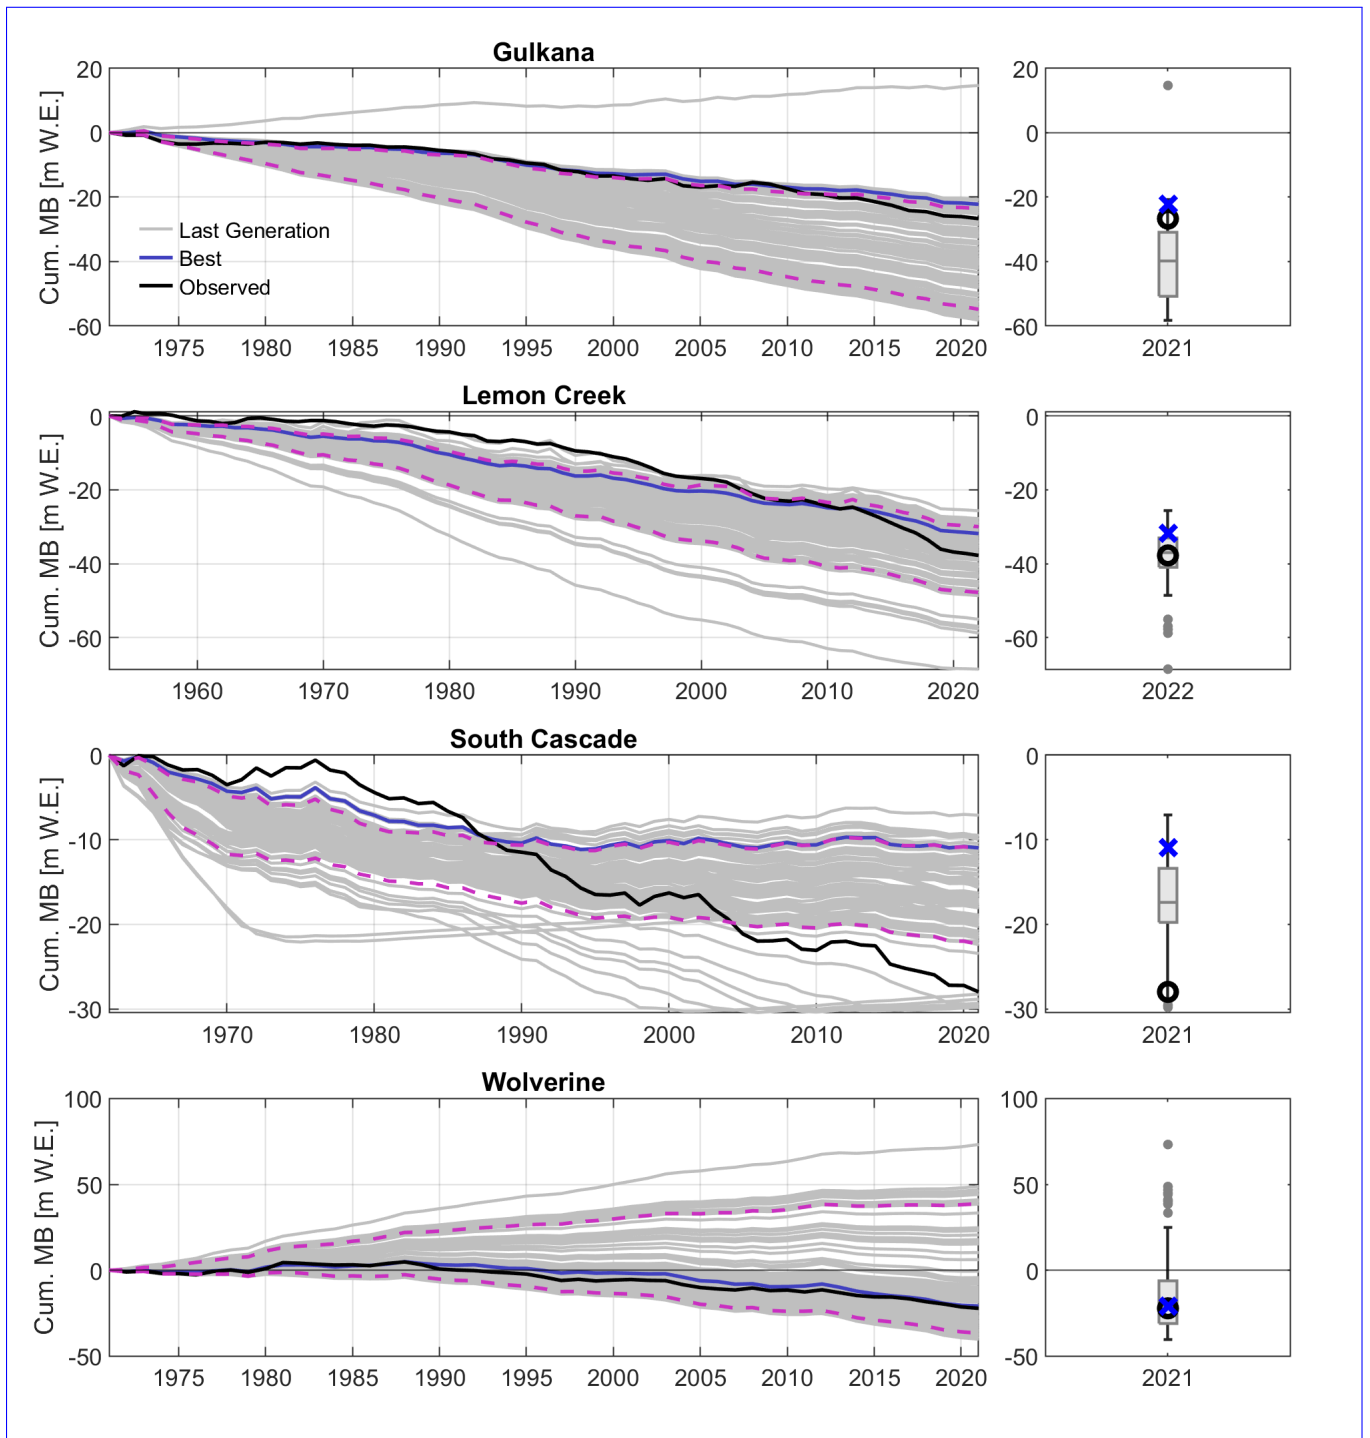 Gulkana
20
0
-20
-40
-60
Cum. MB [m W.E.]
Last Generation
Best
Observed
1975 1980 1985 1990 1995 2000 2005 2010 2015 2020
20
0
-20
-40
-60
2021
Lemon Creek
0
-20
-40
-60
Cum. MB [m W.E.]
1960 1970 1980 1990 2000 2010 2020
0
-20
-40
-60
2022
South Cascade
0
-10
-20
-30
Cum. MB [m W.E.]
1970 1980 1990 2000 2010 2020
0
-10
-20
-30
2021
Wolverine
100
50
0
-50
Cum. MB [m W.E.]
1975 1980 1985 1990 1995 2000 2005 2010 2015 2020
100
50
0
-50
2021